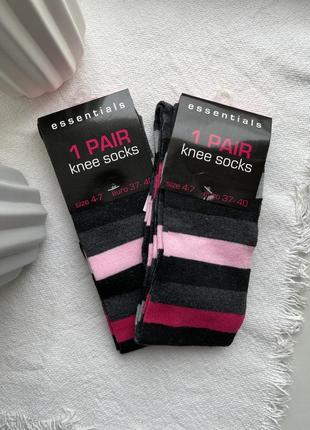 essentials
1 PAIR
knee socks
size 4-7 euro 37-40
essentials
1 PAIR
knee socks
size 4-7 euro 37-40